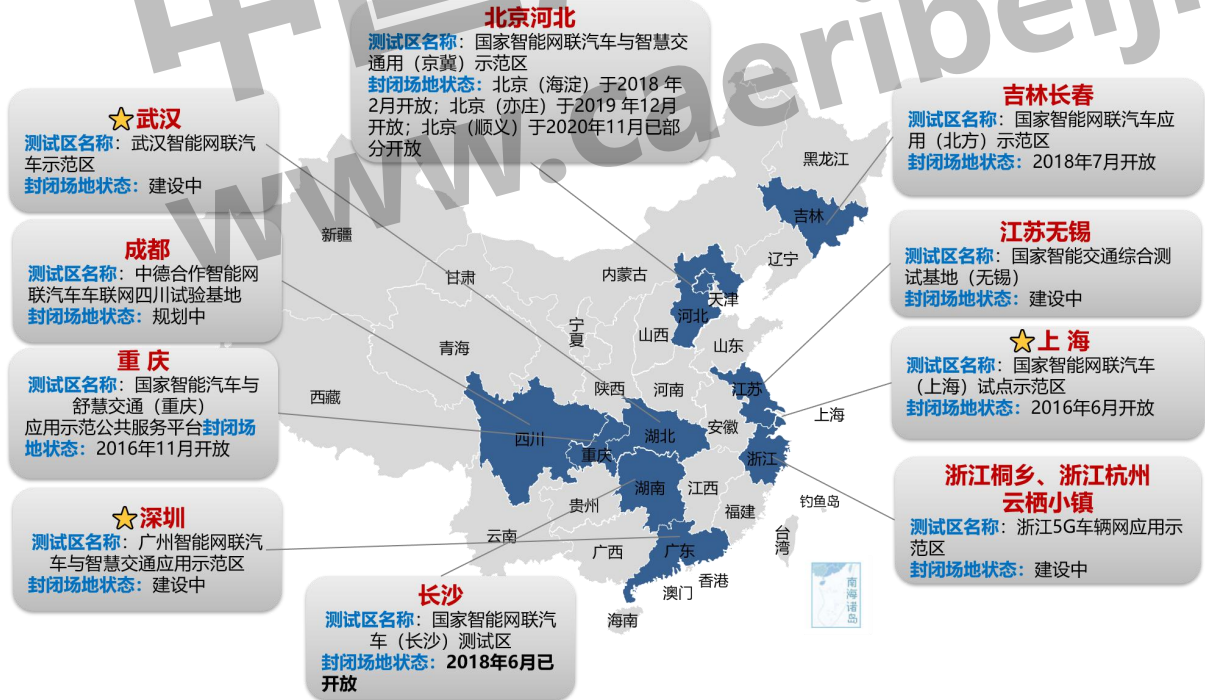 北京河北
测试区名称：国家智能网联汽车与智慧交
通用（京冀）示范区
封闭场地状态：北京（海淀）于2018 年
2月开放；北京（亦庄）于2019 年12月
开放；北京（顺义）于2020年11月已部
分开放
武汉
测试区名称：武汉智能网联汽
车示范区
封闭场地状态：建设中
成都
测试区名称：中德合作智能网
联汽车车联网四川试验基地
封闭场地状态：规划中
重 庆
测试区名称：国家智能汽车与
舒慧交通（重庆）
应用示范公共服务平台封闭场
地状态：2016年11月开放
深圳
测试区名称：广州智能网联汽
车与智慧交通应用示范区
封闭场地状态：建设中
长沙
测试区名称：国家智能网联汽
车（长沙）测试区
封闭场地状态：2018年6月已
开放
吉林长春
测试区名称：国家智能网联汽车应
用（北方）示范区
封闭场地状态：2018年7月开放
江苏无锡
测试区名称：国家智能交通综合测
试基地（无锡）
封闭场地状态：建设中
上 海
测试区名称：国家智能网联汽车
（上海）试点示范区
封闭场地状态：2016年6月开放
浙江桐乡、浙江杭州
云栖小镇
测试区名称：浙江5G车辆网应用示
范区
封闭场地状态：建设中
黑龙江
吉林
辽宁
新疆
甘肃
内蒙古
天津
河北
宁夏
山西
山东
青海
陕西
河南
江苏
西藏
安徽
上海
四川
重庆
湖北
浙江
湖南
江西
贵州
福建
钓鱼岛
云南
广西
广东
台湾
香港
澳门
海南
南海诸岛
www.caeribeij